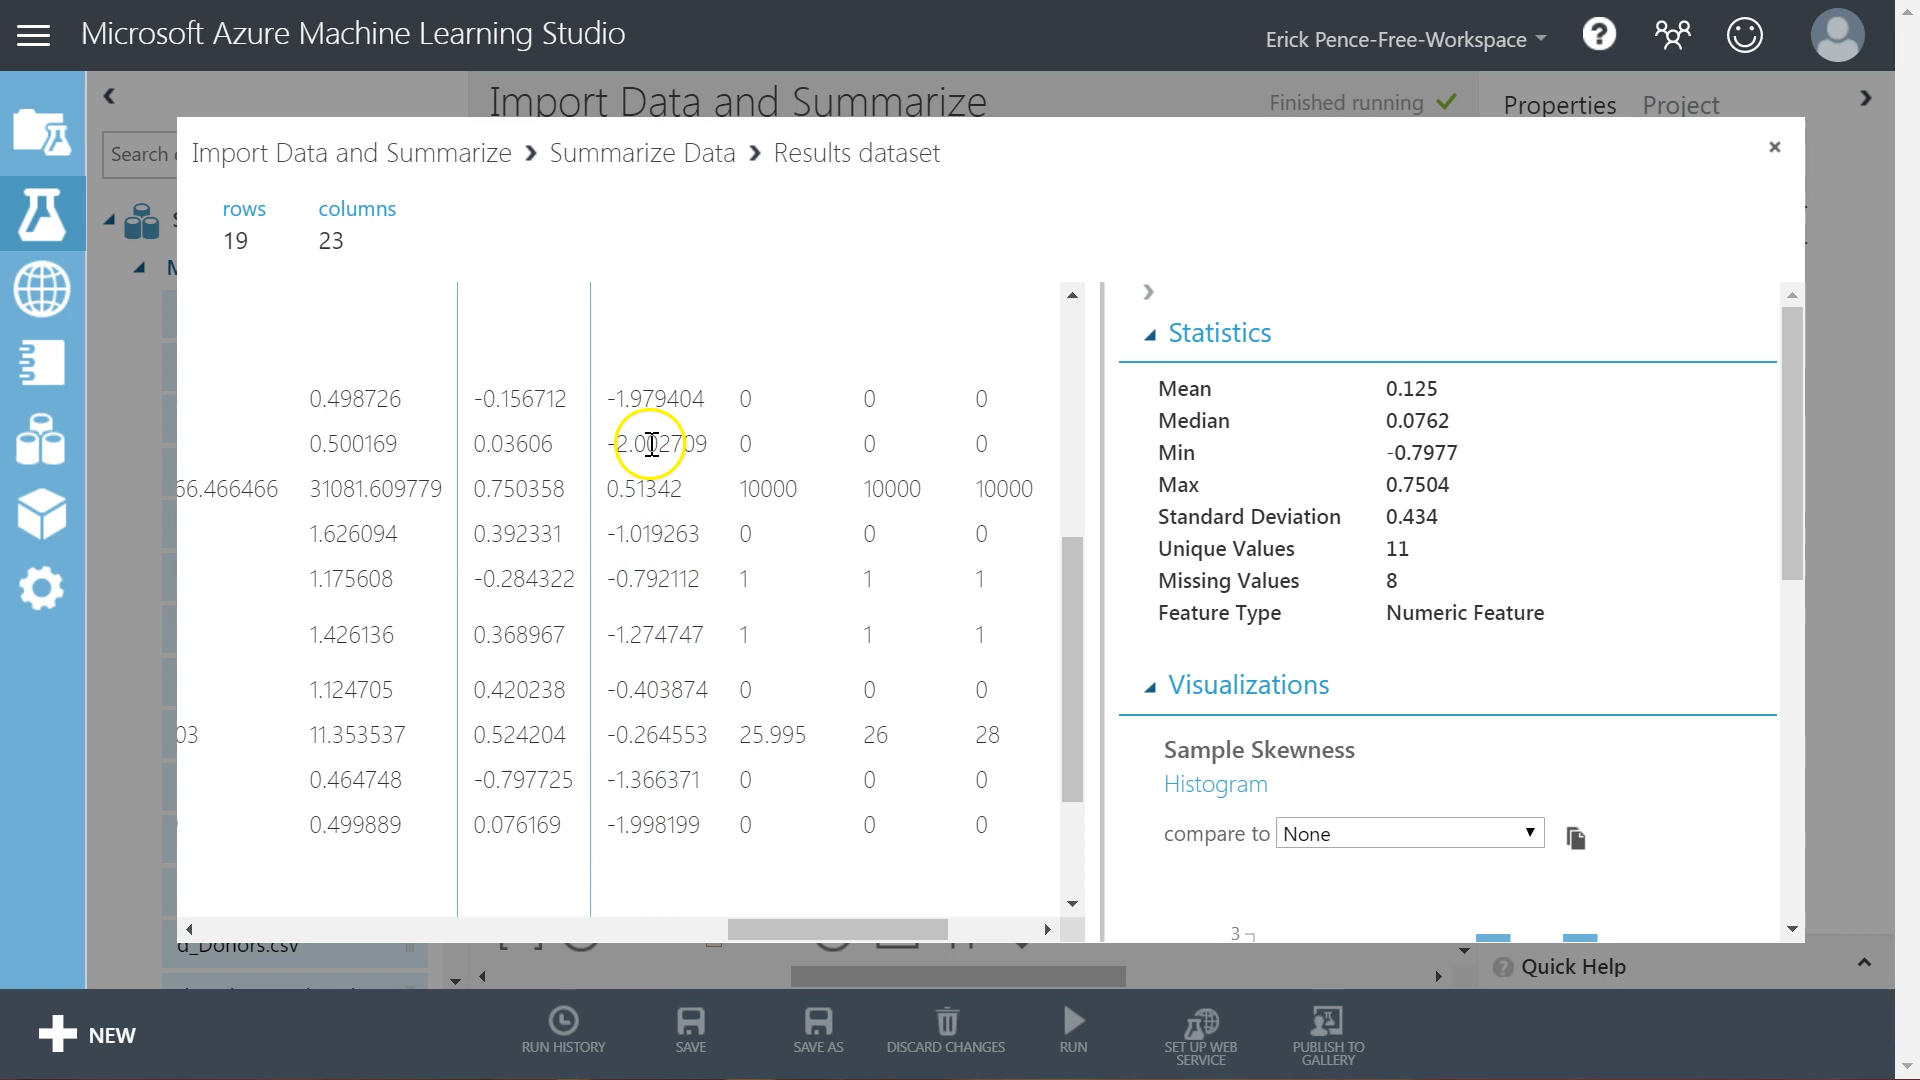 Microsoft Azure Machine Learning Studio
Erick Pence-Free-Workspace
Import Data and Summarize
Finished running
Properties Project
Search
Import Data and Summarize > Summarize Data > Results dataset
rows columns
19 23
0.498726 -0.156712 -1.979404 0 0 0
0.500169 0.03606 -2.002709 0 0 0
66.466466 31081.609779 0.750358 0.51342 10000 10000 10000
1.626094 0.392331 -1.019263 0 0 0
1.175608 -0.284322 -0.792112 1 1 1
1.426136 0.368967 -1.274747 1 1 1
1.124705 0.420238 -0.403874 0 0 0
03 11.353537 0.524204 -0.264553 25.995 26 28
0.464748 -0.797725 -1.366371 0 0 0
0.499889 0.076169 -1.998199 0 0 0
Statistics
Mean 0.125
Median 0.0762
Min -0.7977
Max 0.7504
Standard Deviation 0.434
Unique Values 11
Missing Values 8
Feature Type Numeric Feature
Visualizations
Sample Skewness
Histogram
compare to None
3
d_Donors.csv
Quick Help
NEW
RUN HISTORY
SAVE
SAVE AS
DISCARD CHANGES
RUN
SET UP WEB
SERVICE
PUBLISH TO
GALLERY